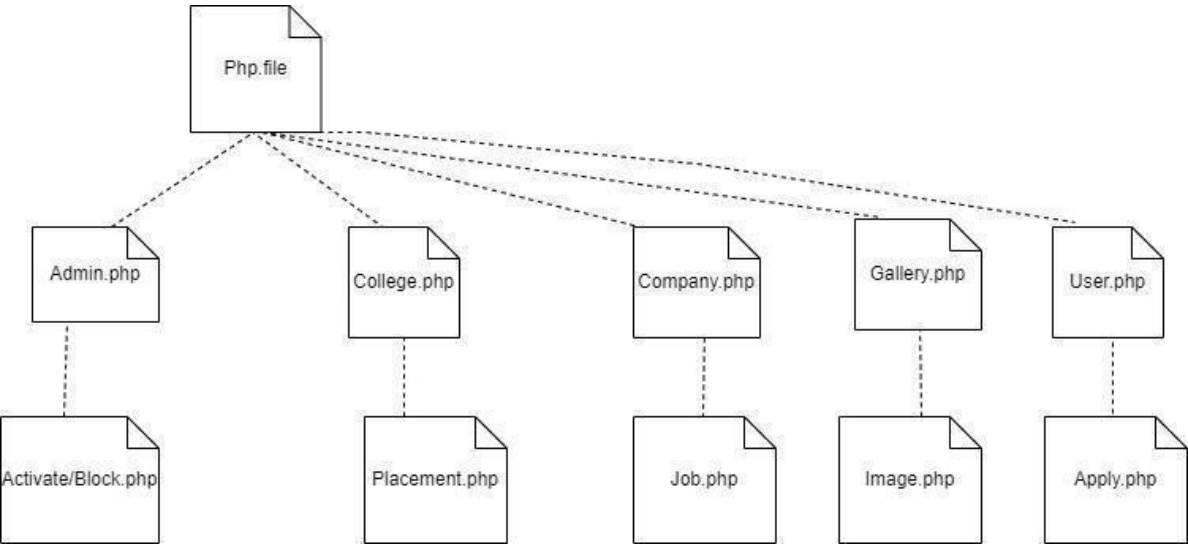 Php.file
Admin.php
College.php
Company.php
Gallery.php
User.php
Activate/Block.php
Placement.php
Job.php
Image.php
Apply.php